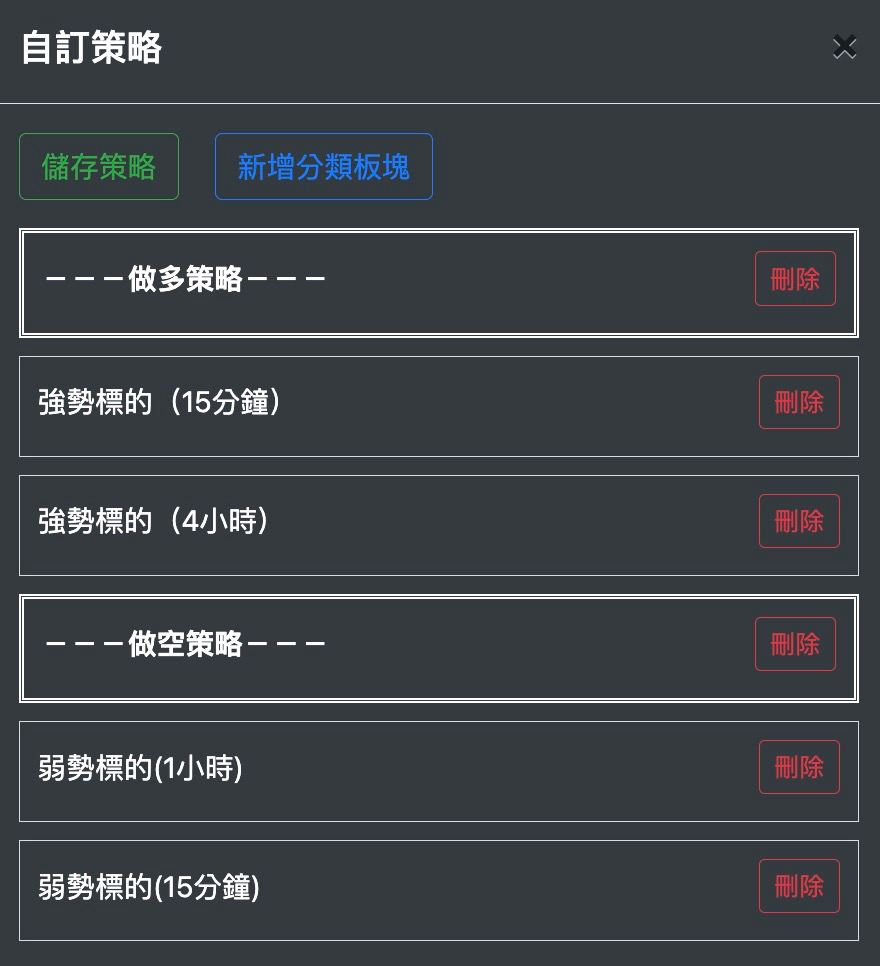 自訂策略
儲存策略 新增分類板塊
－－－做多策略－－－ 刪除
強勢標的（15分鐘） 刪除
強勢標的（4小時） 刪除
－－－做空策略－－－ 刪除
弱勢標的(1小時) 刪除
弱勢標的(15分鐘) 刪除